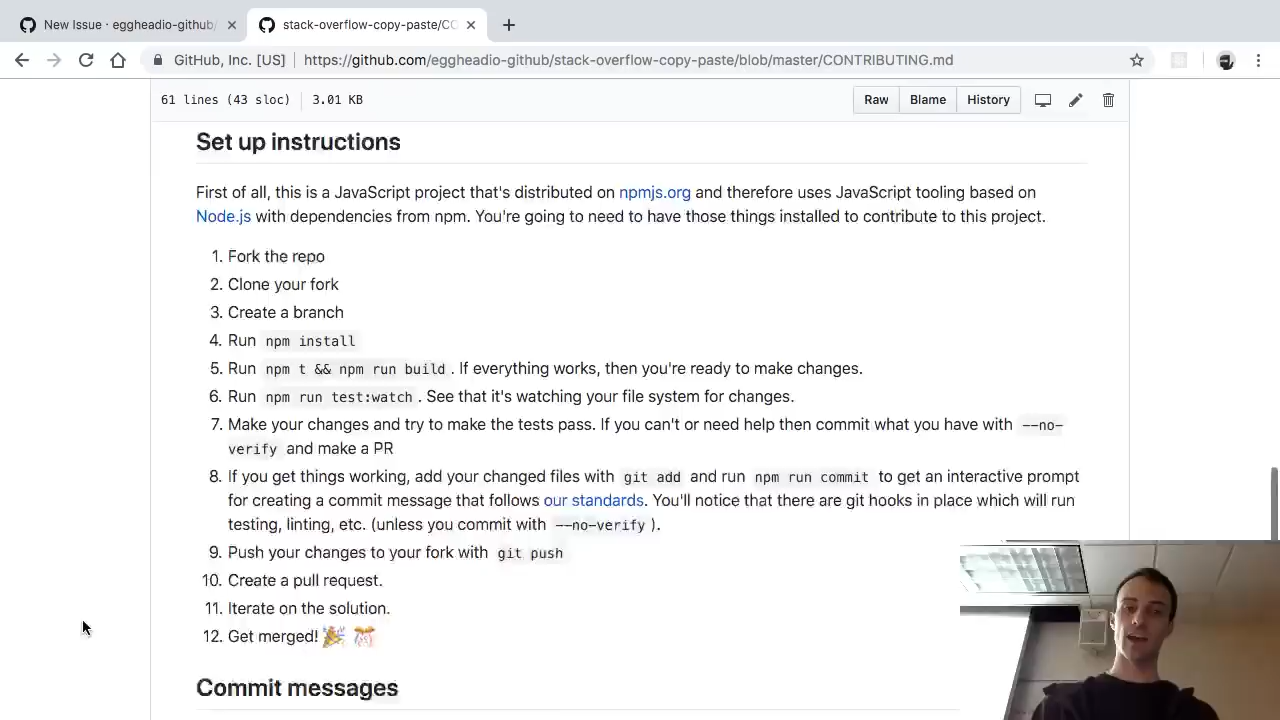 New Issue · eggheadio-github/
stack-overflow-copy-paste/CO
GitHub, Inc. [US]
https://github.com/eggheadio-github/stack-overflow-copy-paste/blob/master/CONTRIBUTING.md
61 lines (43 sloc)
3.01 KB
Raw
Blame
History
Set up instructions
First of all, this is a JavaScript project that's distributed on npmjs.org and therefore uses JavaScript tooling based on
Node.js with dependencies from npm. You're going to need to have those things installed to contribute to this project.
1. Fork the repo
2. Clone your fork
3. Create a branch
4. Run npm install
5. Run npm t && npm run build . If everything works, then you're ready to make changes.
6. Run npm run test:watch . See that it's watching your file system for changes.
7. Make your changes and try to make the tests pass. If you can't or need help then commit what you have with --no-
verify and make a PR
8. If you get things working, add your changed files with git add and run npm run commit to get an interactive prompt
for creating a commit message that follows our standards. You'll notice that there are git hooks in place which will run
testing, linting, etc. (unless you commit with --no-verify ).
9. Push your changes to your fork with git push
10. Create a pull request.
11. Iterate on the solution.
12. Get merged! 🎉 🎊
Commit messages